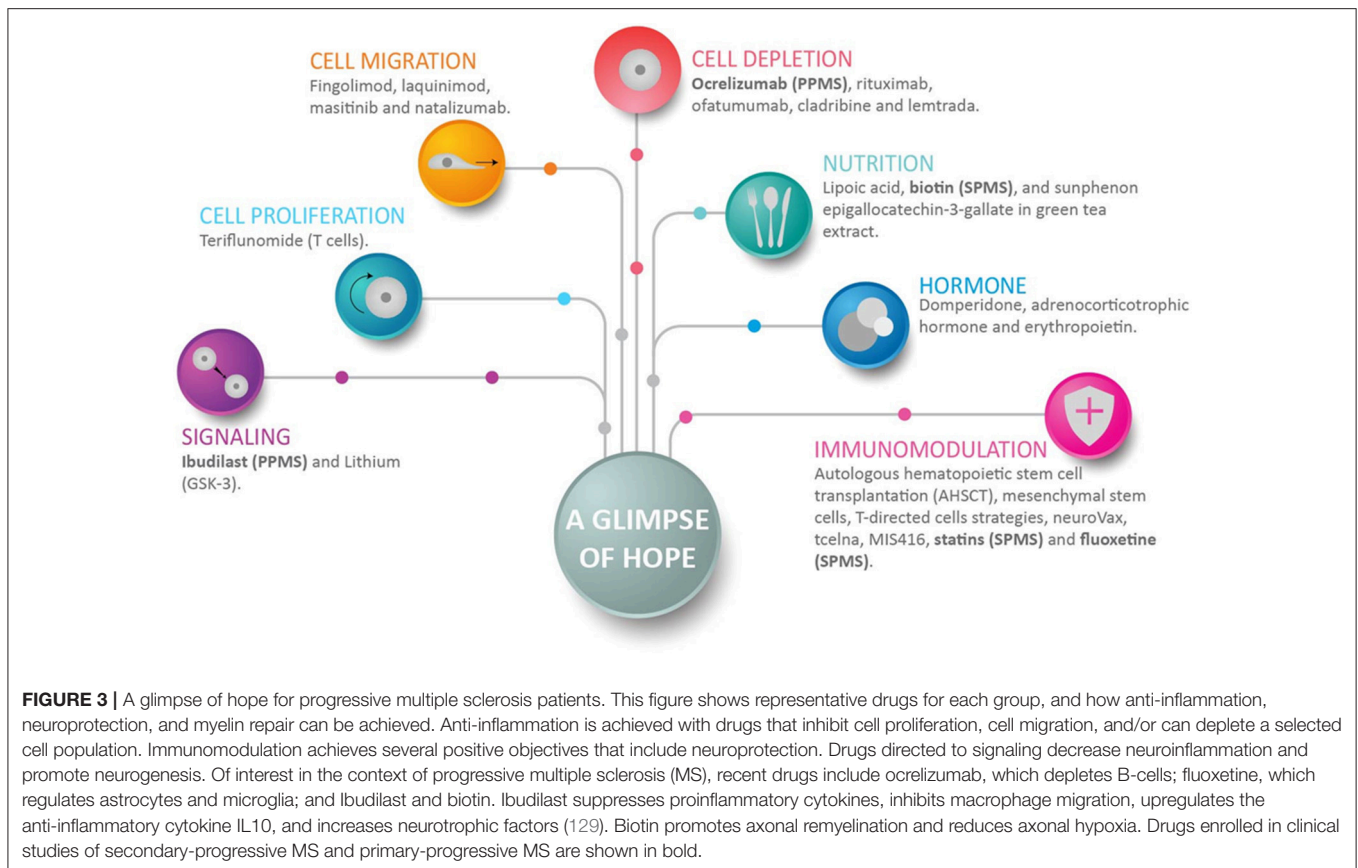 CELL MIGRATION
Fingolimod, laquinimod,
masitinib and natalizumab.
CELL DEPLETION
Ocrelizumab (PPMS), rituximab,
ofatumumab, cladribine and lemtrada.
CELL PROLIFERATION
Teriflunomide (T cells).
NUTRITION
Lipoic acid, biotin (SPMS), and sunphenon
epigallocatechin-3-gallate in green tea
extract.
HORMONE
Domperidone, adrenocorticotrophic
hormone and erythropoietin.
SIGNALING
Ibudilast (PPMS) and Lithium
(GSK-3).
IMMUNOMODULATION
Autologous hematopoietic stem cell
transplantation (AHSCT), mesenchymal stem
cells, T-directed cells strategies, neuroVax,
tcelna, MIS416, statins (SPMS) and fluoxetine
(SPMS).
A GLIMPSE
OF HOPE
FIGURE 3 | A glimpse of hope for progressive multiple sclerosis patients. This figure shows representative drugs for each group, and how anti-inflammation,
neuroprotection, and myelin repair can be achieved. Anti-inflammation is achieved with drugs that inhibit cell proliferation, cell migration, and/or can deplete a selected
cell population. Immunomodulation achieves several positive objectives that include neuroprotection. Drugs directed to signaling decrease neuroinflammation and
promote neurogenesis. Of interest in the context of progressive multiple sclerosis (MS), recent drugs include ocrelizumab, which depletes B-cells; fluoxetine, which
regulates astrocytes and microglia; and Ibudilast and biotin. Ibudilast suppresses proinflammatory cytokines, inhibits macrophage migration, upregulates the
anti-inflammatory cytokine IL10, and increases neurotrophic factors (129). Biotin promotes axonal remyelination and reduces axonal hypoxia. Drugs enrolled in clinical
studies of secondary-progressive MS and primary-progressive MS are shown in bold.